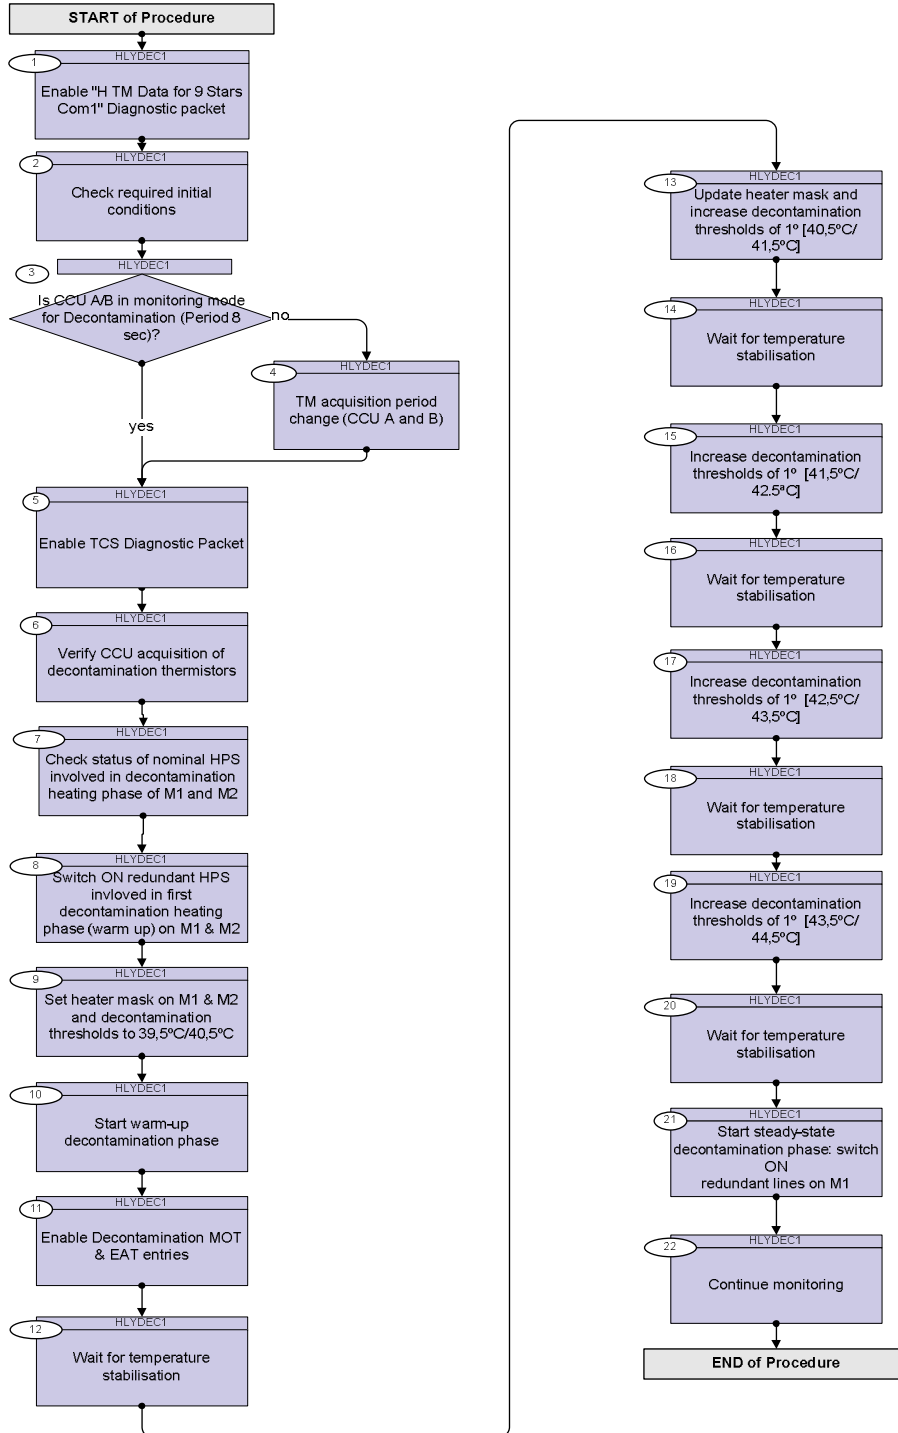 START of Procedure
HLYDEC1
1
Enable "H TM Data for 9 Stars
Com1" Diagnostic packet
HLYDEC1
2
Check required initial
conditions
HLYDEC1
3
Is CCU A/B in monitoring mode
for Decontamination (Period 8
sec)?
no
yes
HLYDEC1
4
TM acquisition period
change (CCU A and B)
HLYDEC1
5
Enable TCS Diagnostic Packet
HLYDEC1
6
Verify CCU acquisition of
decontamination thermistors
HLYDEC1
7
Check status of nominal HPS
involved in decontamination
heating phase of M1 and M2
HLYDEC1
8
Switch ON redundant HPS
invloved in first
decontamination heating
phase (warm up) on M1 & M2
HLYDEC1
9
Set heater mask on M1 & M2
and decontamination
thresholds to 39,5ºC/40,5ºC
HLYDEC1
10
Start warm-up
decontamination phase
HLYDEC1
11
Enable Decontamination MOT
& EAT entries
HLYDEC1
12
Wait for temperature
stabilisation
HLYDEC1
13
Update heater mask and
increase decontamination
thresholds of 1º [40,5ºC/
41,5ºC]
HLYDEC1
14
Wait for temperature
stabilisation
HLYDEC1
15
Increase decontamination
thresholds of 1º [41,5ºC/
42.5ªC]
HLYDEC1
16
Wait for temperature
stabilisation
HLYDEC1
17
Increase decontamination
thresholds of 1º [42,5ºC/
43,5ºC]
HLYDEC1
18
Wait for temperature
stabilisation
HLYDEC1
19
Increase decontamination
thresholds of 1º [43,5ºC/
44,5ºC]
HLYDEC1
20
Wait for temperature
stabilisation
HLYDEC1
21
Start steady-state
decontamination phase: switch
ON
redundant lines on M1
HLYDEC1
22
Continue monitoring
END of Procedure